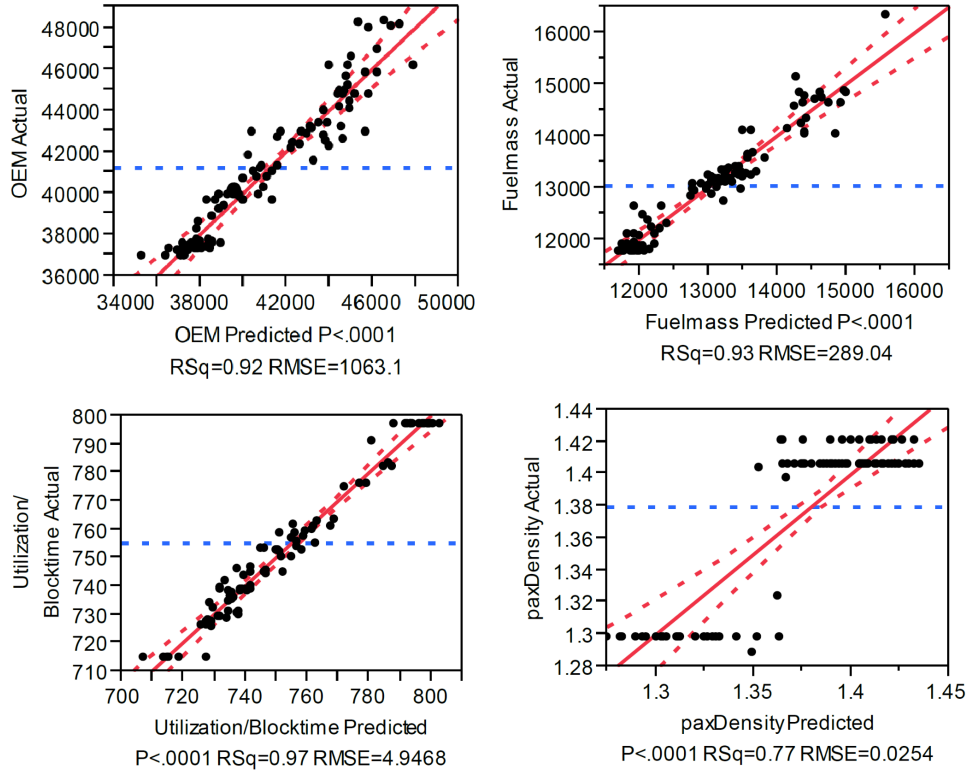 48000
46000
44000
42000
40000
38000
36000
OEM Actual
34000 38000 42000 46000 50000
OEM Predicted P<.0001
RSq=0.92 RMSE=1063.1
16000
15000
14000
13000
12000
Fuelmass Actual
12000 13000 14000 15000 16000
Fuelmass Predicted P<.0001
RSq=0.93 RMSE=289.04
800
790
780
770
760
750
740
730
720
710
Utilization/
Blocktime Actual
700 720 740 760 780 800
Utilization/Blocktime Predicted
P<.0001 RSq=0.97 RMSE=4.9468
1.44
1.42
1.4
1.38
1.36
1.34
1.32
1.3
1.28
paxDensity Actual
1.3 1.35 1.4 1.45
paxDensityPredicted
P<.0001 RSq=0.77 RMSE=0.0254